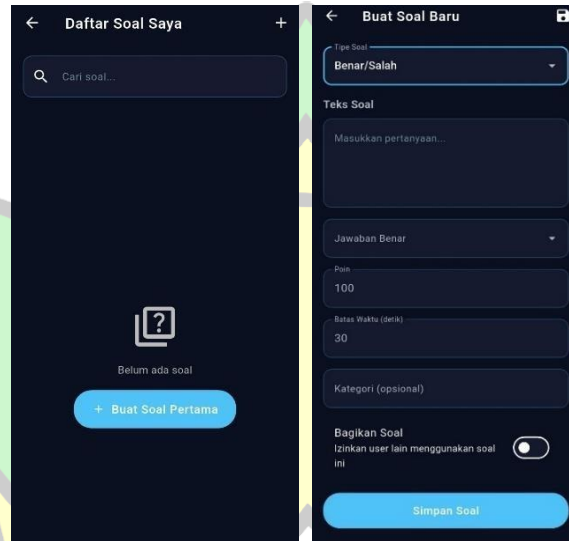 Daftar Soal Saya
Cari soal...
?
Belum ada soal
+ Buat Soal Pertama
Buat Soal Baru
Tipe Soal
Benar/Salah
Teks Soal
Masukkan pertanyaan...
Jawaban Benar
Poin
100
Batas Waktu (detik)
30
Kategori (opsional)
Bagikan Soal
Izinkan user lain menggunakan soal
ini
Simpan Soal